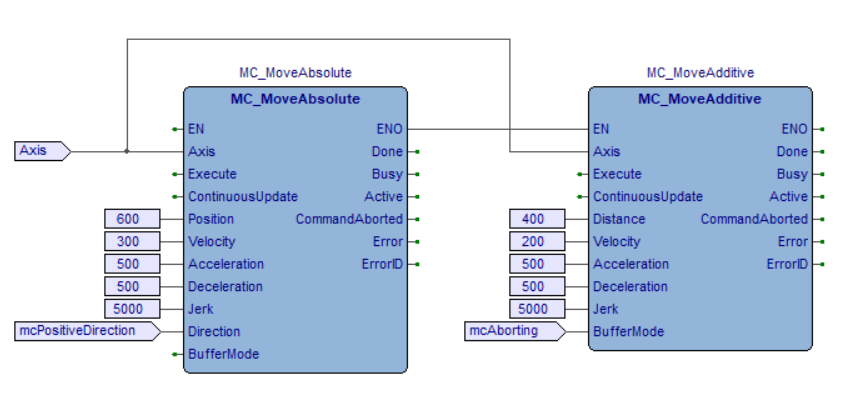 MC_MoveAbsolute MC_MoveAdditive
MC_MoveAbsolute MC_MoveAdditive
EN ENO EN ENO
Axis Axis Done Axis Done
Execute Busy Execute Busy
ContinuousUpdate Active ContinuousUpdate Active
600 Position CommandAborted 400 Distance CommandAborted
300 Velocity Error 200 Velocity Error
500 Acceleration ErrorID 500 Acceleration ErrorID
500 Deceleration 500 Deceleration
5000 Jerk 5000 Jerk
mcPositiveDirection Direction mcAborting BufferMode
BufferMode